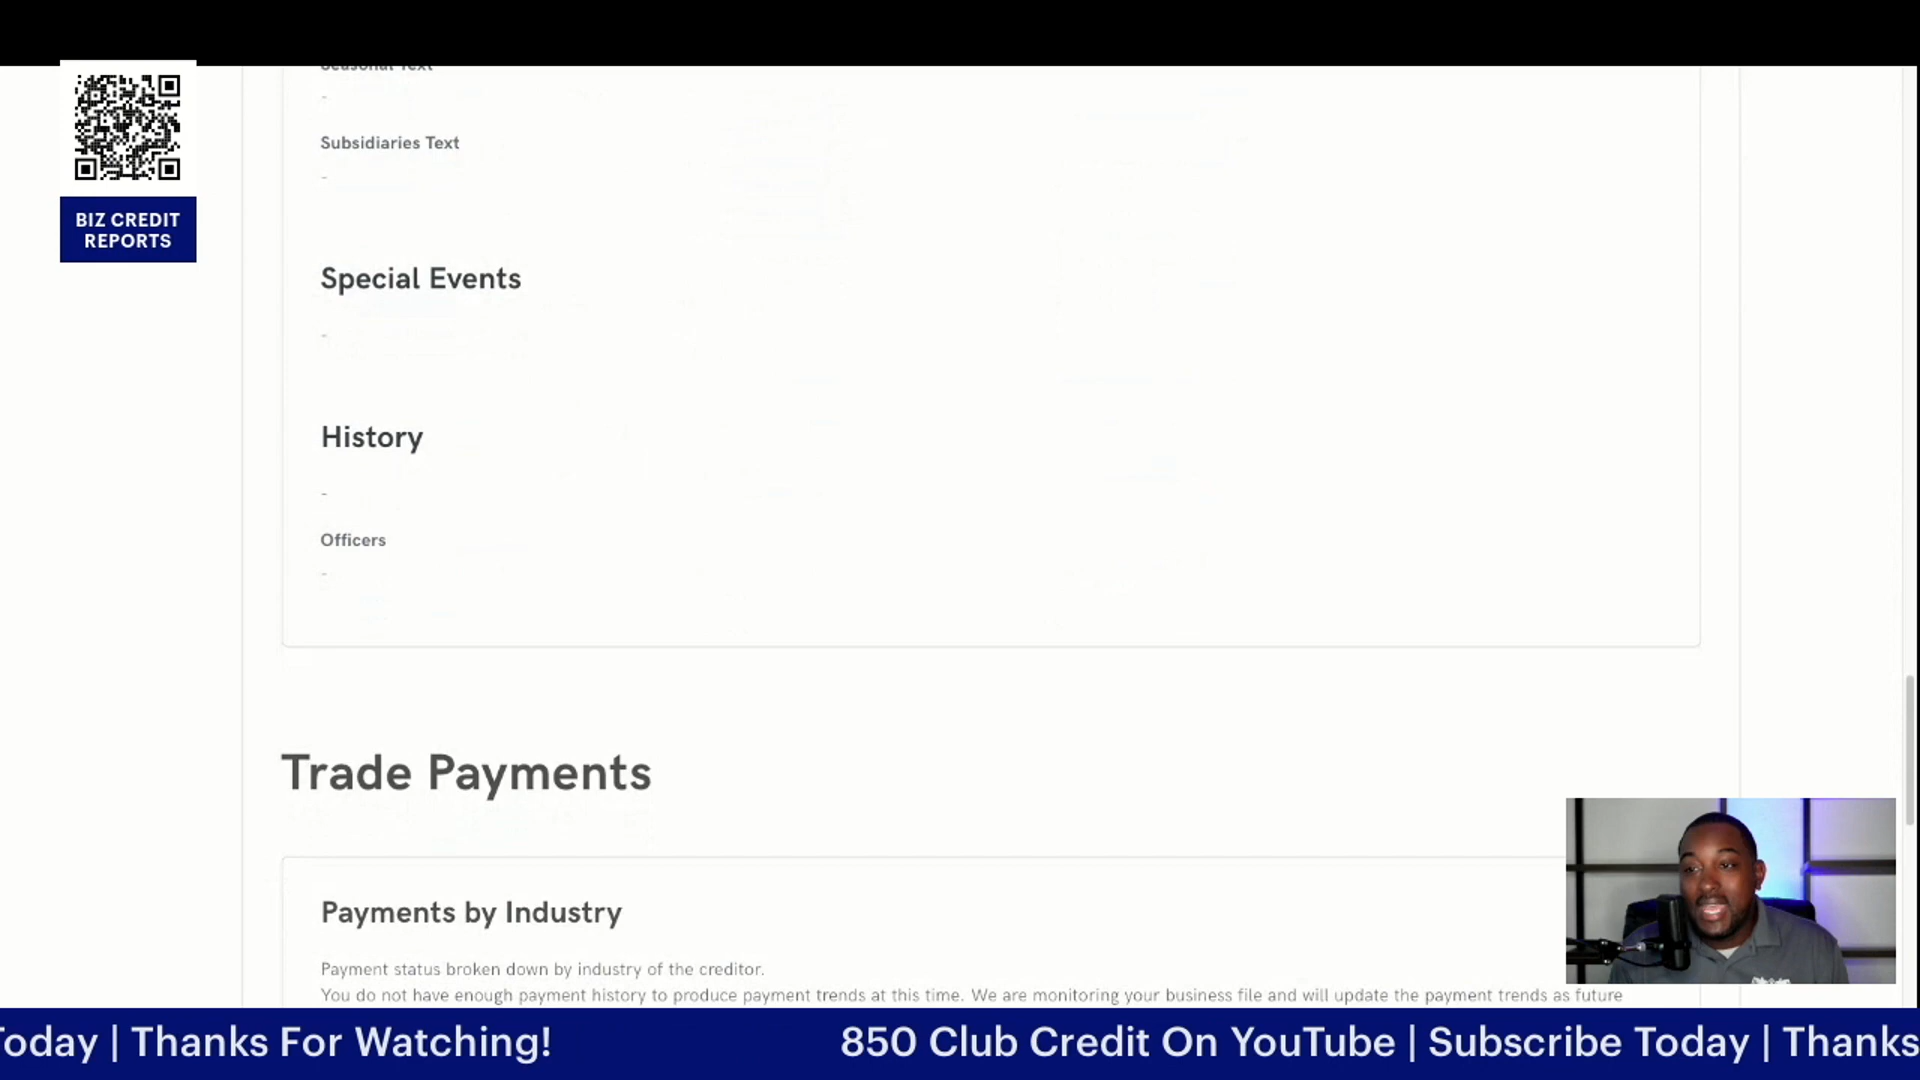 Seasonal Text
-
BIZ CREDIT
REPORTS
Subsidiaries Text
-
Special Events
-
History
-
Officers
-
Trade Payments
Payments by Industry
Payment status broken down by industry of the creditor.
You do not have enough payment history to produce payment trends at this time. We are monitoring your business file and will update the payment trends as future
Today | Thanks For Watching! 850 Club Credit On YouTube | Subscribe Today | Thanks